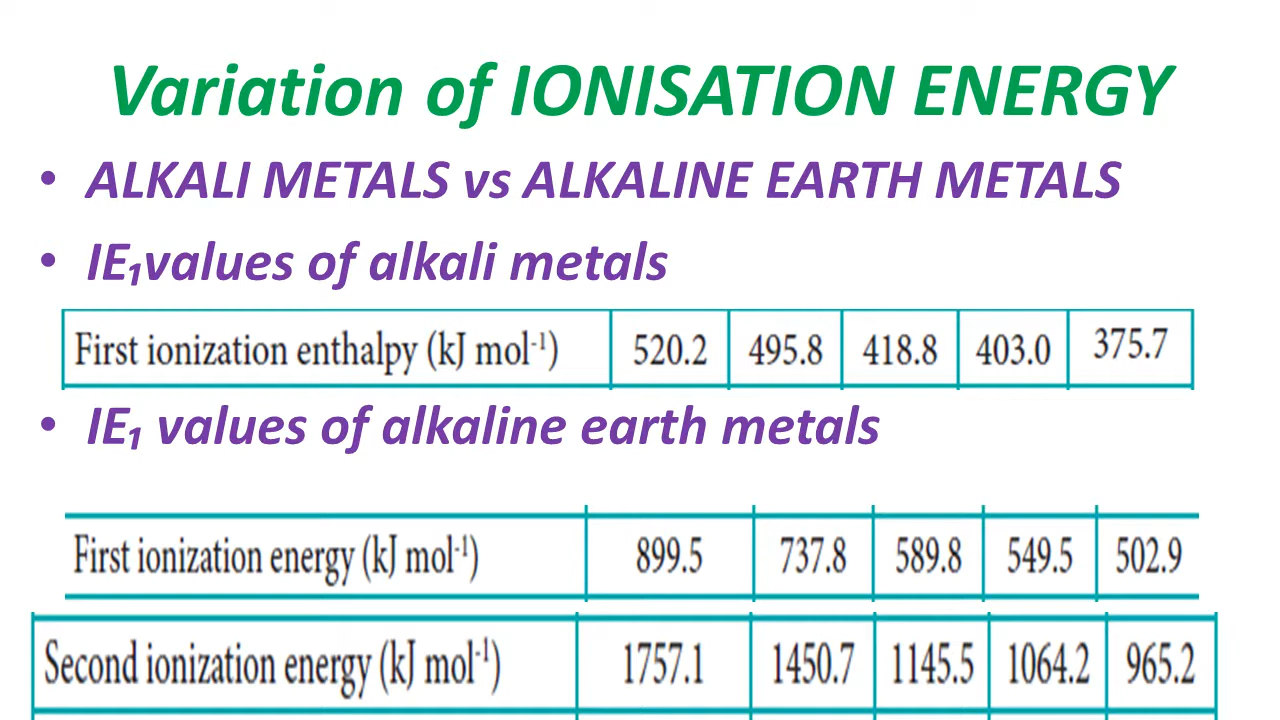 Variation of IONISATION ENERGY
• ALKALI METALS vs ALKALINE EARTH METALS
• IE₁values of alkali metals
First ionization enthalpy (kJ mol⁻¹) 520.2 495.8 418.8 403.0 375.7
• IE₁ values of alkaline earth metals
First ionization energy (kJ mol⁻¹) 899.5 737.8 589.8 549.5 502.9
Second ionization energy (kJ mol⁻¹) 1757.1 1450.7 1145.5 1064.2 965.2